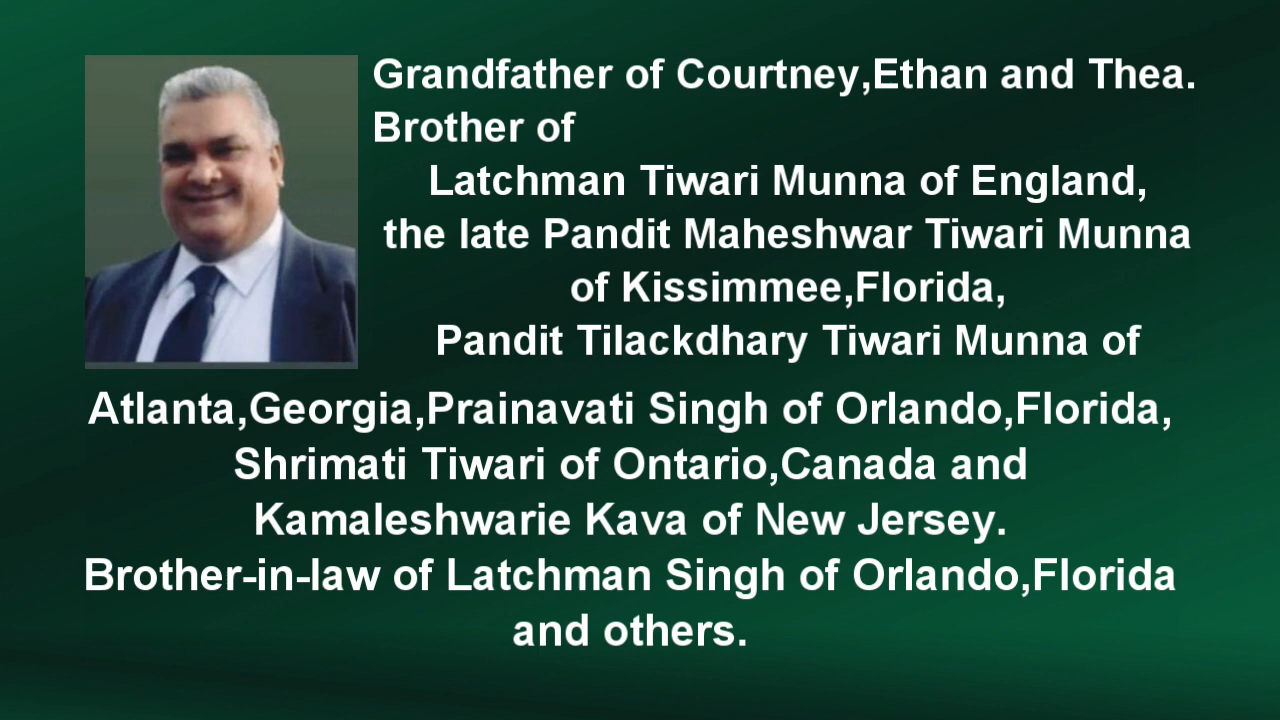 Grandfather of Courtney,Ethan and Thea.
Brother of
Latchman Tiwari Munna of England,
the late Pandit Maheshwar Tiwari Munna
of Kissimmee,Florida,
Pandit Tilackdhary Tiwari Munna of
Atlanta,Georgia,Prainavati Singh of Orlando,Florida,
Shrimati Tiwari of Ontario,Canada and
Kamaleshwarie Kava of New Jersey.
Brother-in-law of Latchman Singh of Orlando,Florida
and others.